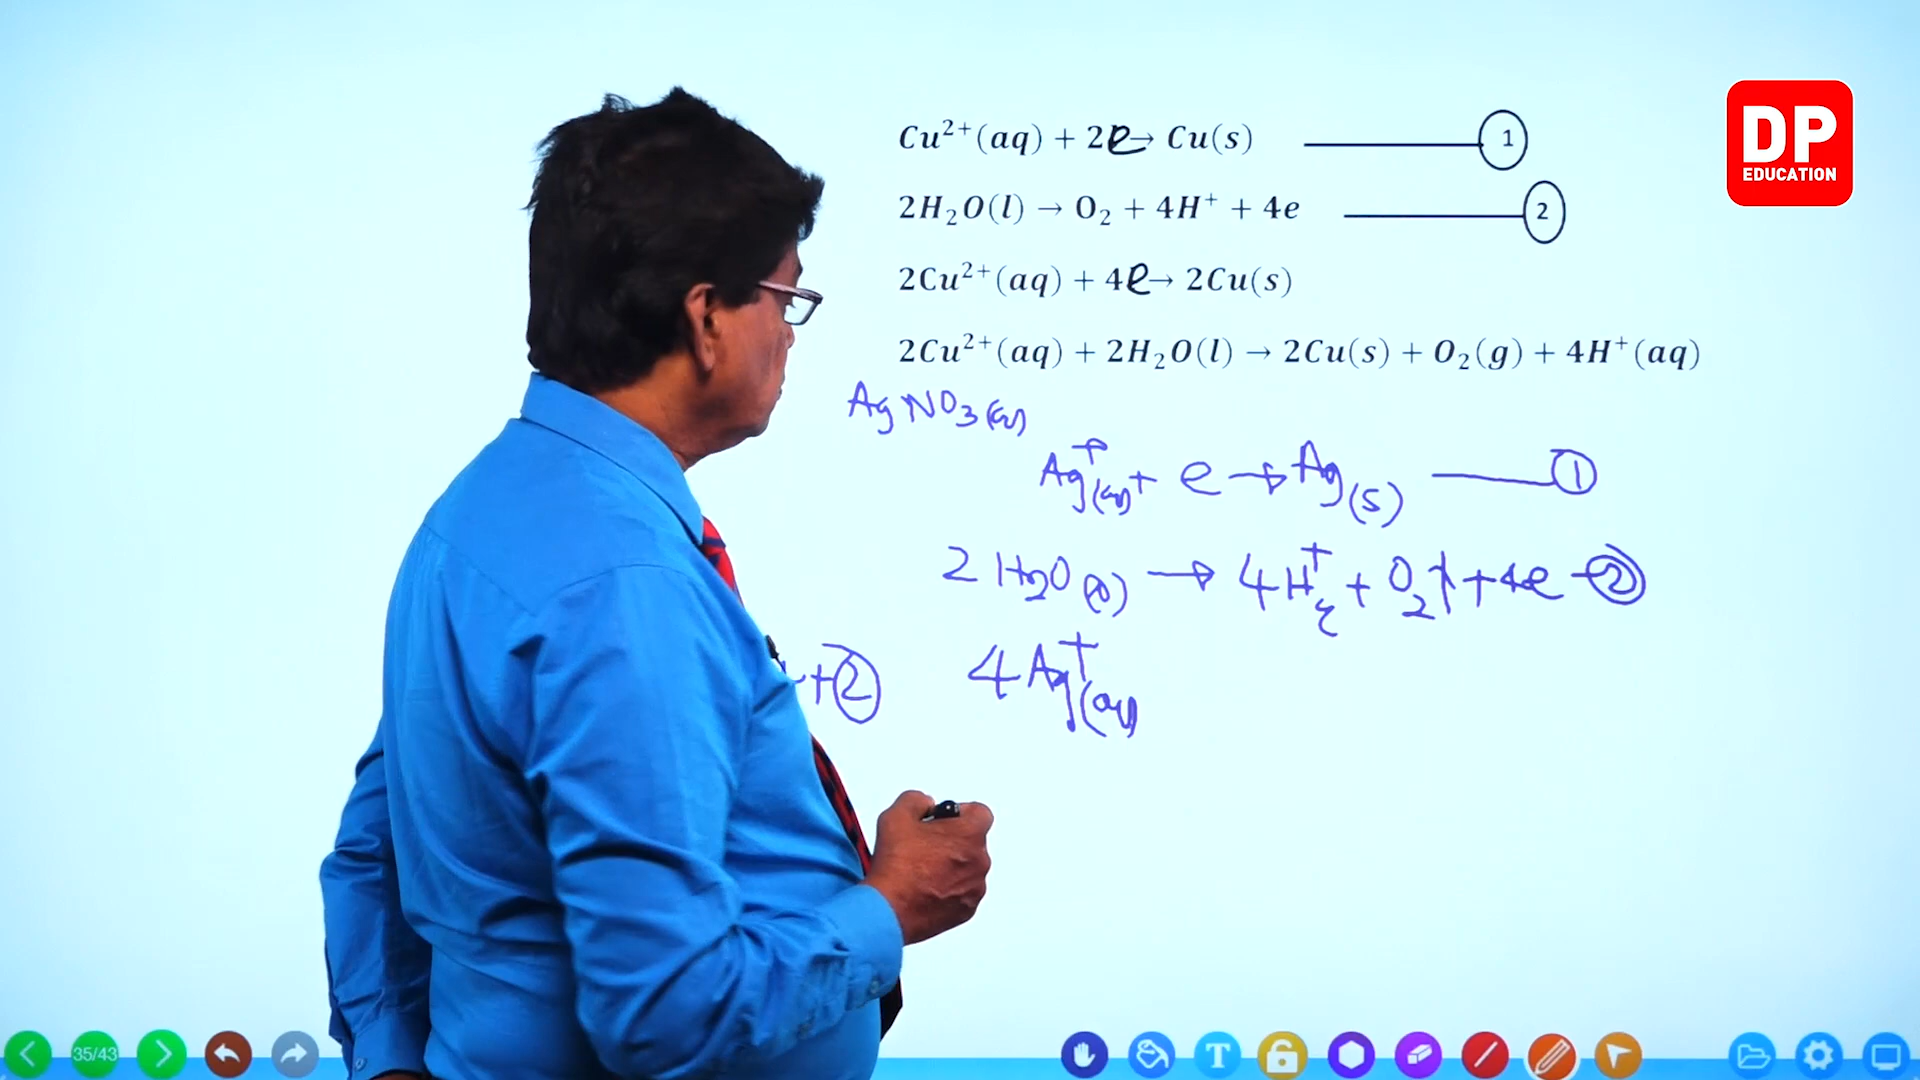 Cu²⁺(aq) + 2e → Cu(s) ——— 1
2H₂O(l) → O₂ + 4H⁺ + 4e ——— 2
2Cu²⁺(aq) + 4e → 2Cu(s)
2Cu²⁺(aq) + 2H₂O(l) → 2Cu(s) + O₂(g) + 4H⁺(aq)
AgNO₃(aq)
Ag⁺(aq) + e → Ag(s) — 1
2H₂O(l) → 4H⁺ + O₂↑ + 4e — 2
+ 2 4Ag⁺(aq)
DP
EDUCATION
35/43
T